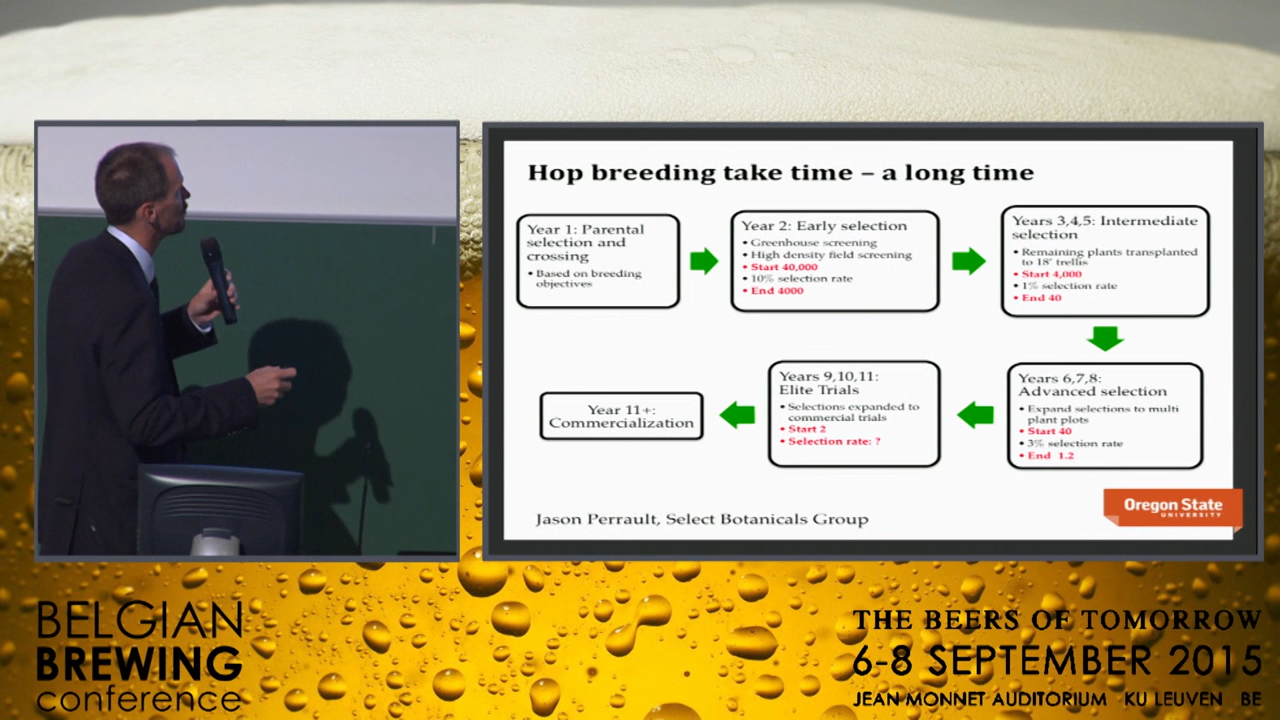 Hop breeding take time – a long time
Year 1: Parental
selection and
crossing
• Based on breeding
objectives
Year 2: Early selection
• Greenhouse screening
• High density field screening
• Start 40,000
• 10% selection rate
• End 4000
Years 3,4,5: Intermediate
selection
• Remaining plants transplanted
to 18' trellis
• Start 4,000
• 1% selection rate
• End 40
Years 6,7,8:
Advanced selection
• Expand selections to multi
plant plots
• Start 40
• 3% selection rate
• End 1.2
Years 9,10,11:
Elite Trials
• Selections expanded to
commercial trials
• Start 2
• Selection rate: ?
Year 11+:
Commercialization
Jason Perrault, Select Botanicals Group
Oregon State
UNIVERSITY
BELGIAN
BREWING
conference
THE BEERS OF TOMORROW
6-8 SEPTEMBER 2015
JEAN MONNET AUDITORIUM KU LEUVEN BE